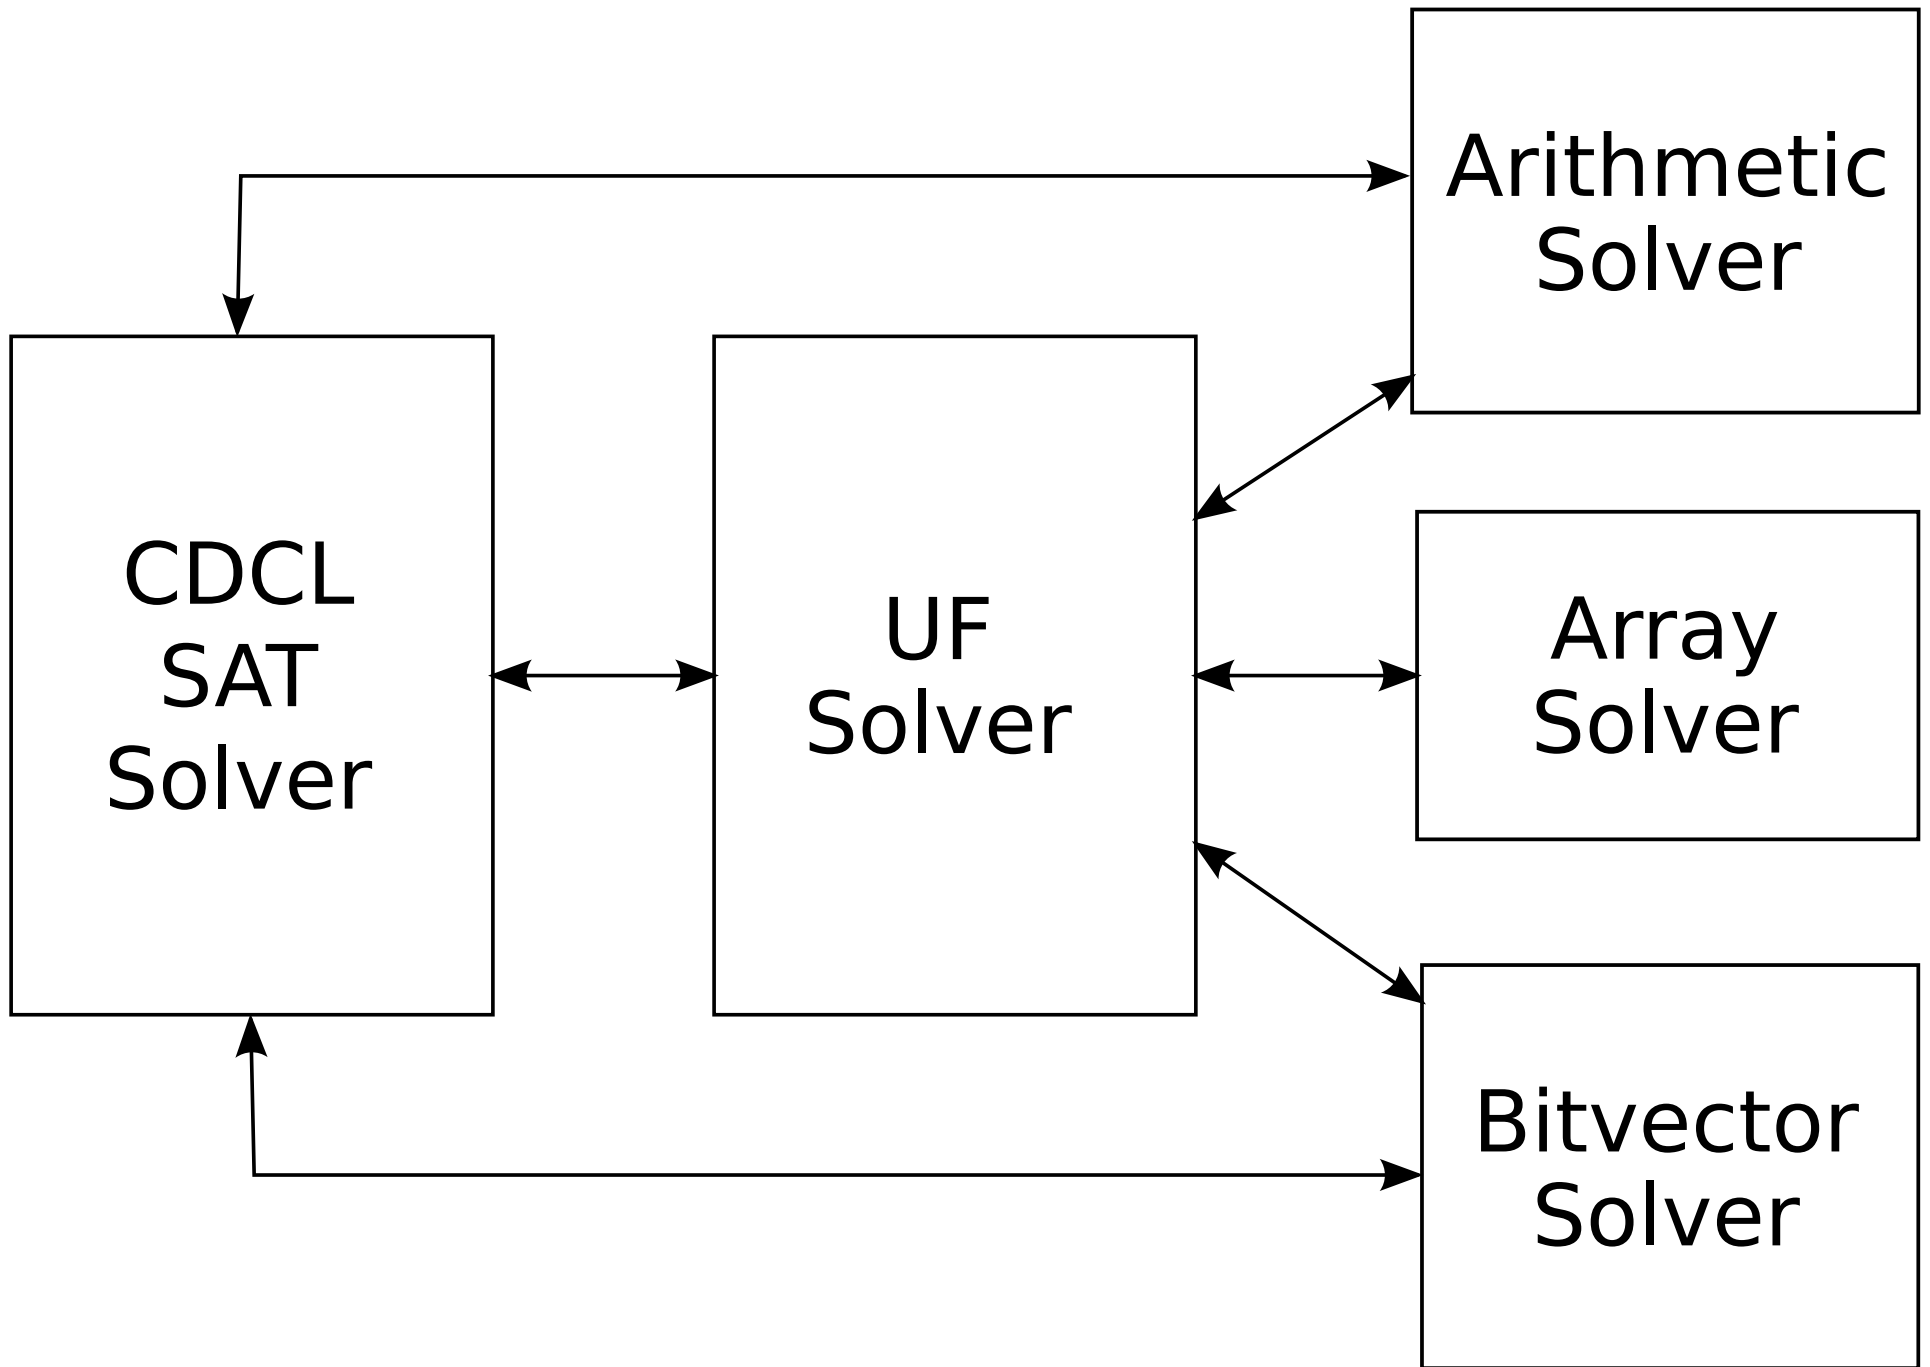 Arithmetic
Solver
CDCL
SAT
Solver
UF
Solver
Array
Solver
Bitvector
Solver